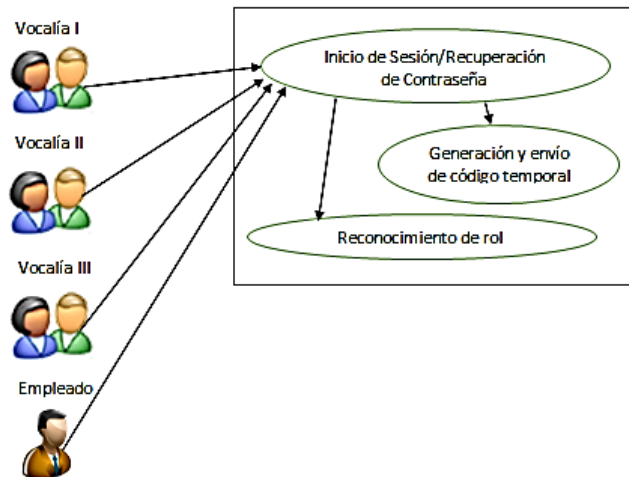 Vocalía I
Inicio de Sesión/Recuperación
de Contraseña
Vocalía II
Generación y envío
de código temporal
Reconocimiento de rol
Vocalía III
Empleado